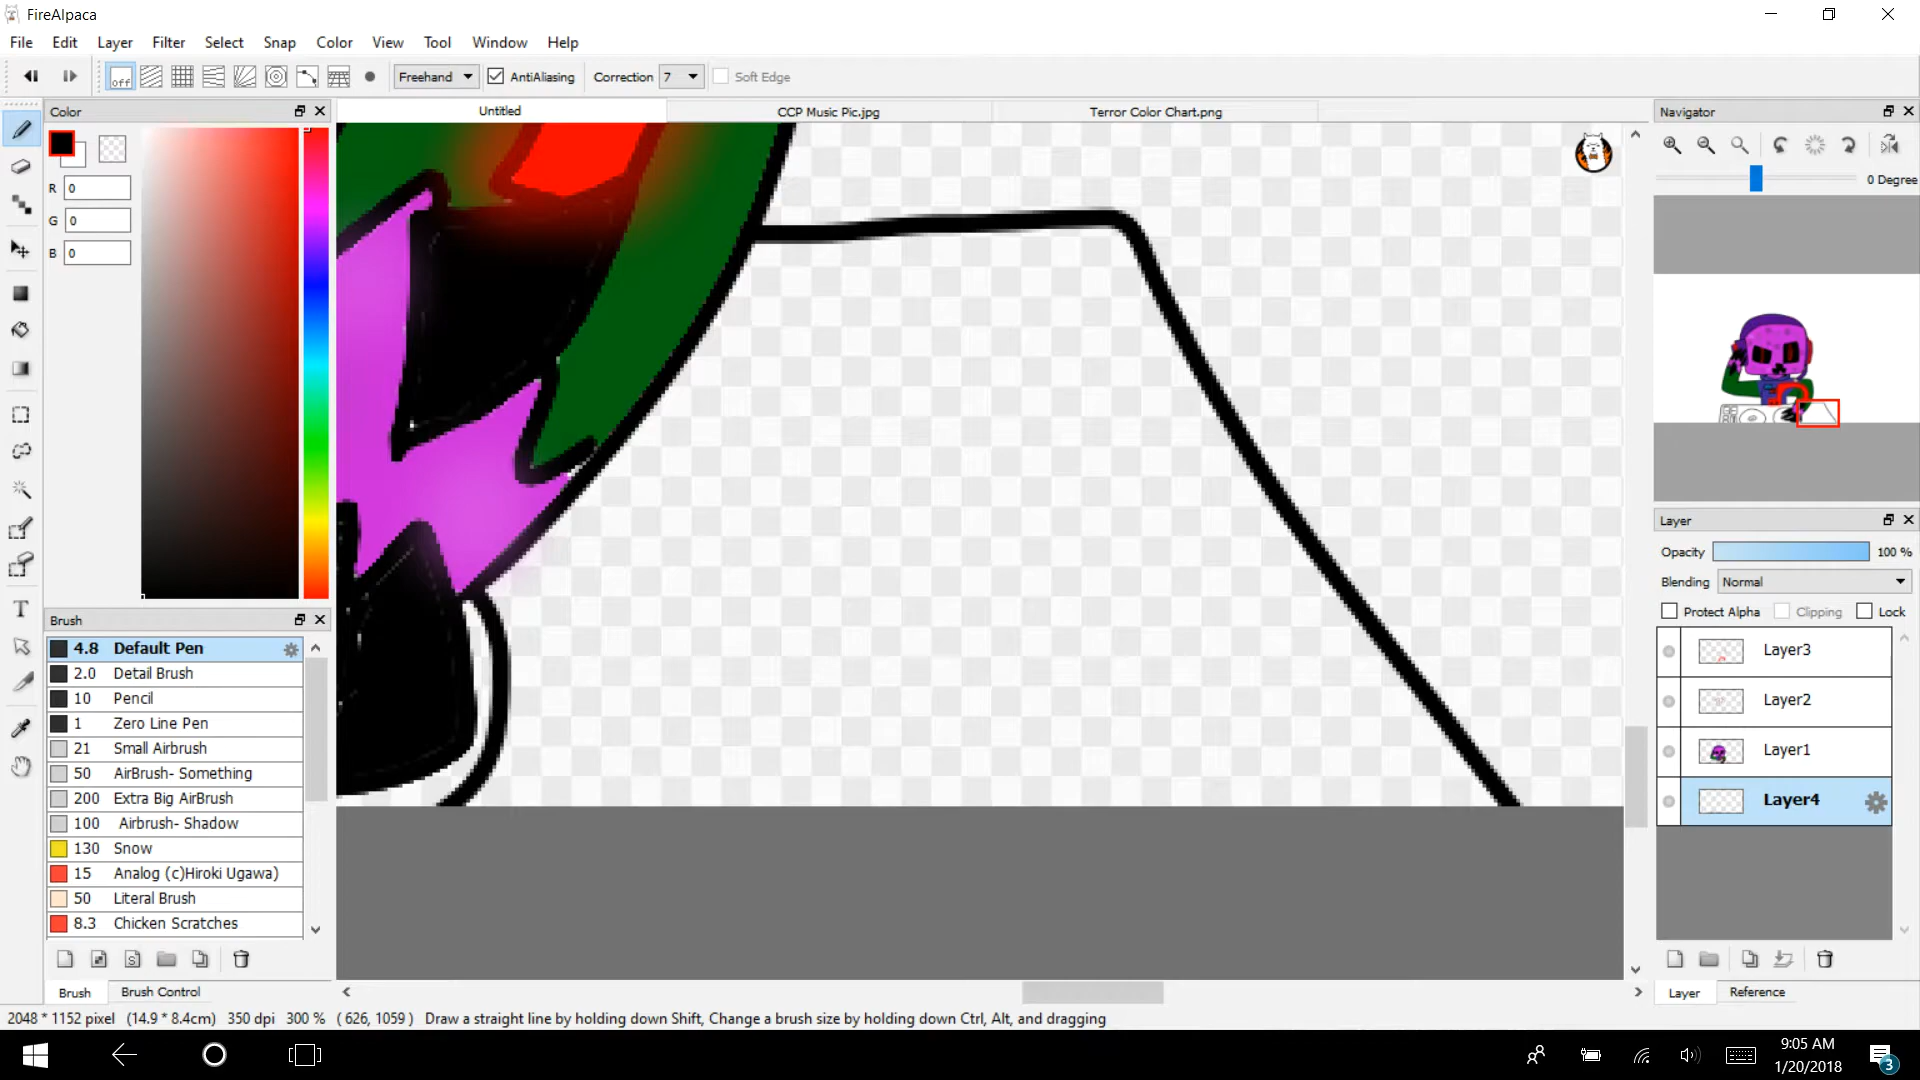 FireAlpaca
File Edit Layer Filter Select Snap Color View Tool Window Help
off Freehand AntiAliasing Correction 7 Soft Edge
Color
Untitled CCP Music Pic.jpg Terror Color Chart.png
Navigator
R 0
G 0
B 0
0 Degree
Layer
Opacity 100 %
Blending Normal
Protect Alpha Clipping Lock
Layer3
Layer2
Layer1
Layer4
Brush
4.8 Default Pen
2.0 Detail Brush
10 Pencil
1 Zero Line Pen
21 Small Airbrush
50 AirBrush- Something
200 Extra Big AirBrush
100 Airbrush- Shadow
130 Snow
15 Analog (c)Hiroki Ugawa)
50 Literal Brush
8.3 Chicken Scratches
T
S
Brush Brush Control
Layer Reference
2048 * 1152 pixel (14.9 * 8.4cm) 350 dpi 300 % ( 626, 1059 ) Draw a straight line by holding down Shift, Change a brush size by holding down Ctrl, Alt, and dragging
9:05 AM
1/20/2018
3